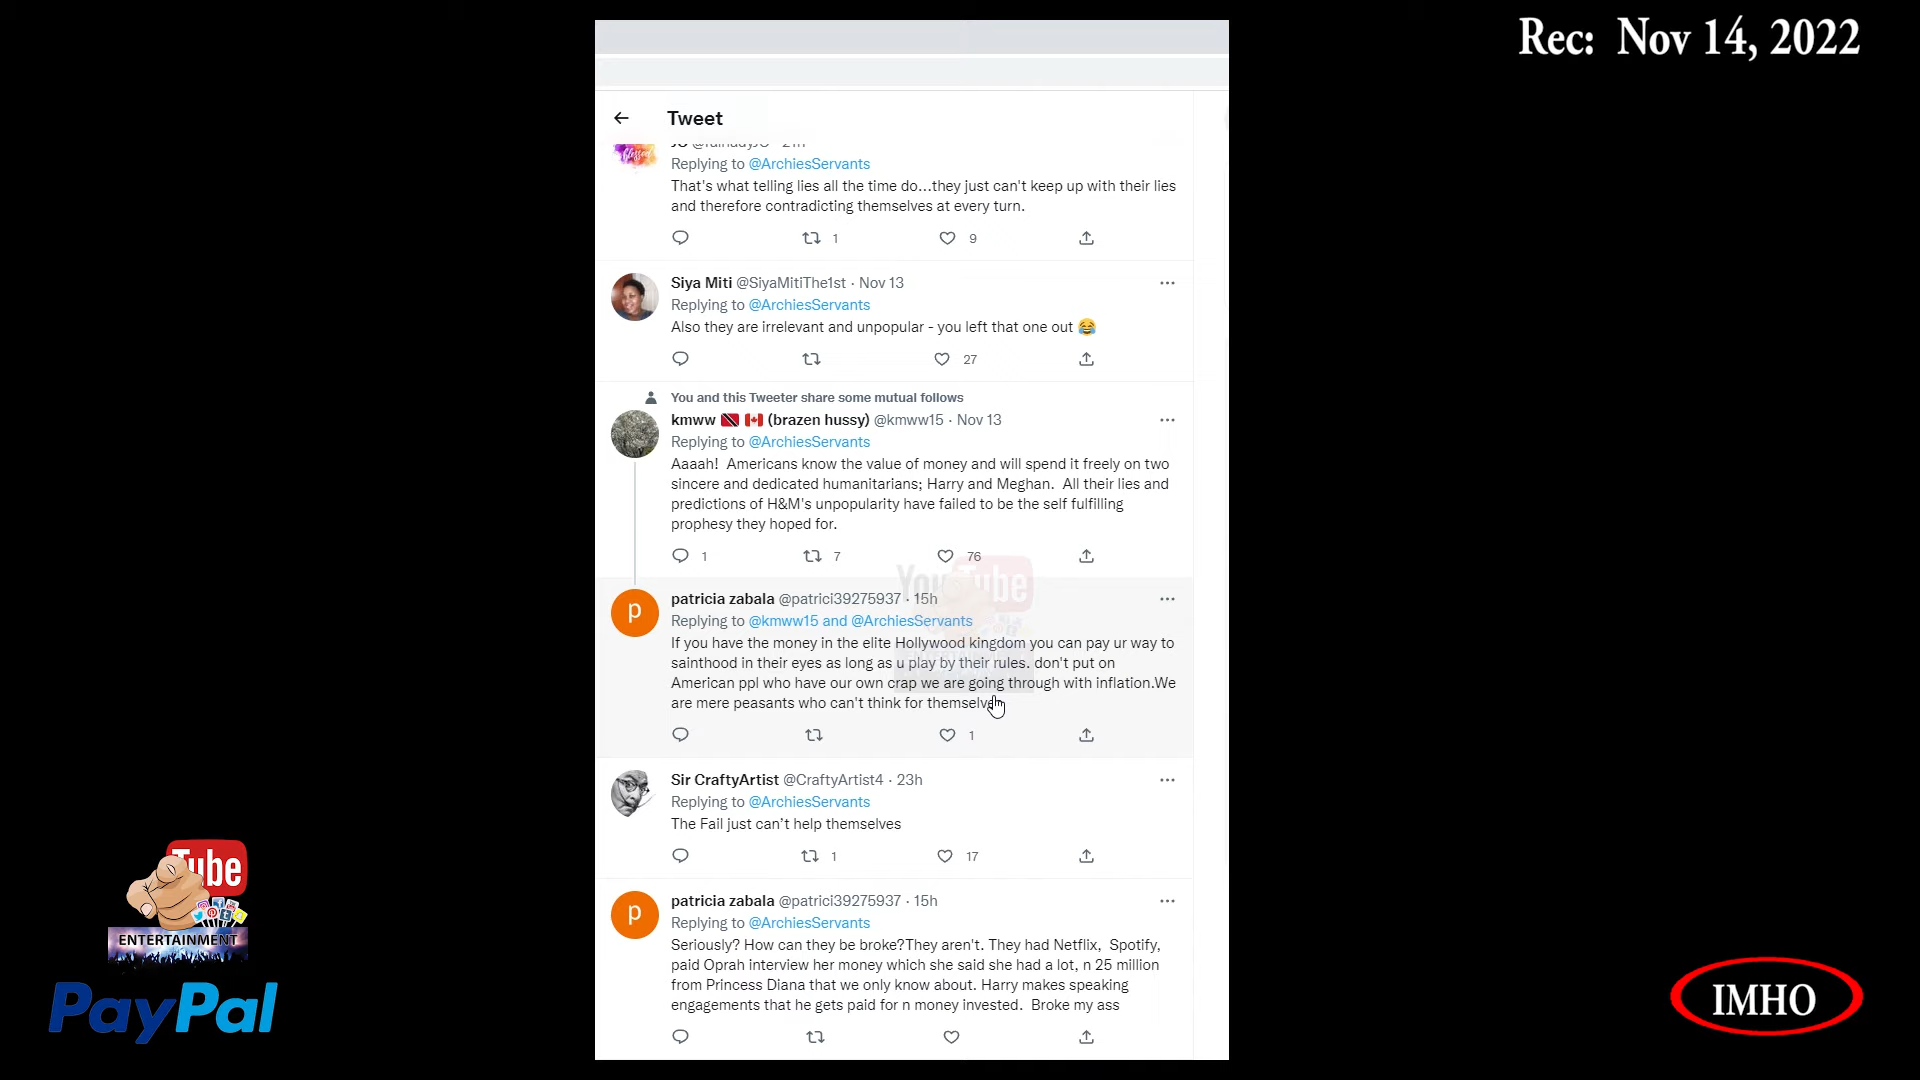 Rec: Nov 14, 2022
Tweet
Replying to @ArchiesServants
That's what telling lies all the time do...they just can't keep up with their lies
and therefore contradicting themselves at every turn.
1 9
Siya Miti @SiyaMitiThe1st · Nov 13
Replying to @ArchiesServants
Also they are irrelevant and unpopular - you left that one out 😂
27
You and this Tweeter share some mutual follows
kmww 🇹🇹 🇨🇦 (brazen hussy) @kmww15 · Nov 13
Replying to @ArchiesServants
Aaaah! Americans know the value of money and will spend it freely on two
sincere and dedicated humanitarians; Harry and Meghan. All their lies and
predictions of H&M's unpopularity have failed to be the self fulfilling
prophesy they hoped for.
1 7 76
YouTube
p
patricia zabala @patrici39275937 · 15h
Replying to @kmww15 and @ArchiesServants
If you have the money in the elite Hollywood kingdom you can pay ur way to
sainthood in their eyes as long as u play by their rules. don't put on
American ppl who have our own crap we are going through with inflation.We
are mere peasants who can't think for
1
Sir CraftyArtist @CraftyArtist4 · 23h
Replying to @ArchiesServants
The Fail just can't help themselves
1 17
p
patricia zabala @patrici39275937 · 15h
Replying to @ArchiesServants
Seriously? How can they be broke?They aren't. They had Netflix, Spotify,
paid Oprah interview her money which she said she had a lot, n 25 million
from Princess Diana that we only know about. Harry makes speaking
engagements that he gets paid for n money invested. Broke my ass
Tube
ENTERTAINMENT
PayPal
IMHO